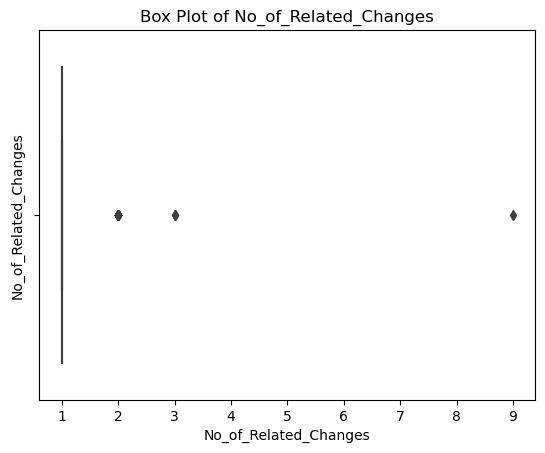 Box Plot of No_of_Related_Changes
No_of_Related_Changes
1 2 3 4 5 6 7 8 9
No_of_Related_Changes